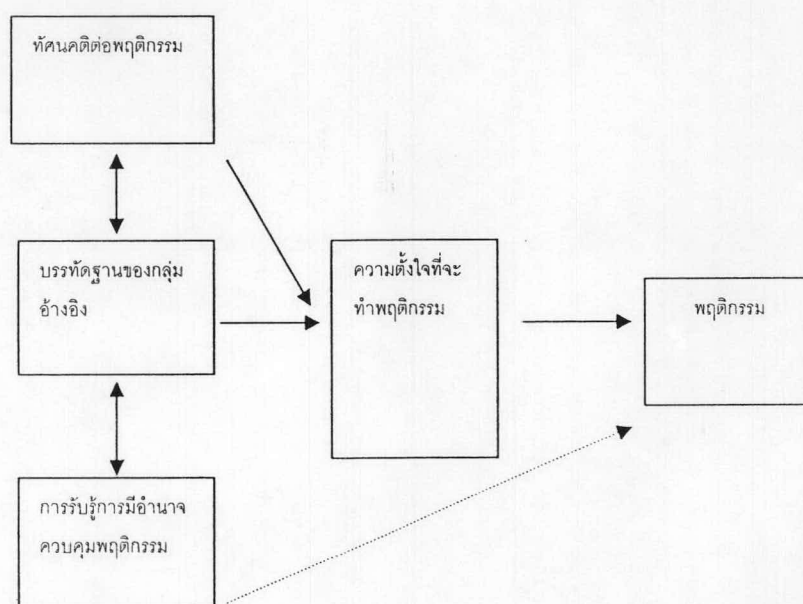 ทัศนคติต่อพฤติกรรม
บรรทัดฐานของกลุ่ม
อ้างอิง
ความตั้งใจที่จะ
ทำพฤติกรรม
พฤติกรรม
การรับรู้การมีอำนาจ
ควบคุมพฤติกรรม